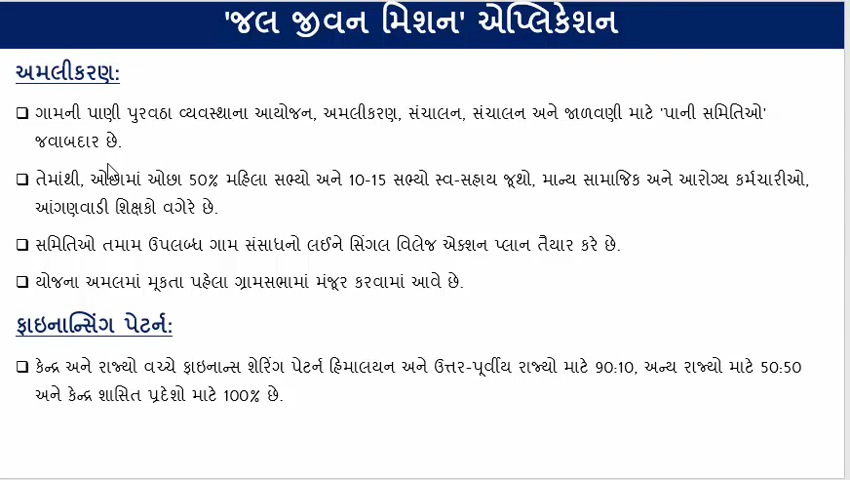 'જલ જીવન મિશન' એપ્લિકેશન
અમલીકરણ:
❑ ગામની પાણી પુરવઠા વ્યવસ્થાના આયોજન, અમલીકરણ, સંચાલન, સંચાલન અને જાળવણી માટે 'પાની સમિતિઓ'
જવાબદાર છે.
❑ તેમાંથી, ઓછામાં ઓછા 50% મહિલા સભ્યો અને 10-15 સભ્યો સ્વ-સહાય જૂથો, માન્ય સામાજિક અને આરોગ્ય કર્મચારીઓ,
આંગણવાડી શિક્ષકો વગેરે છે.
❑ સમિતિઓ તમામ ઉપલબ્ધ ગામ સંસાધનો લઈને સિંગલ વિલેજ એક્શન પ્લાન તૈયાર કરે છે.
❑ યોજના અમલમાં મૂકતા પહેલા ગ્રામસભામાં મંજૂર કરવામાં આવે છે.
ફાઇનાન્સિંગ પેટર્ન:
❑ કેન્દ્ર અને રાજ્યો વચ્ચે ફાઇનાન્સ શેરિંગ પેટર્ન હિમાલયન અને ઉત્તર-પૂર્વીય રાજ્યો માટે 90:10, અન્ય રાજ્યો માટે 50:50
અને કેન્દ્ર શાસિત પ્રદેશો માટે 100% છે.